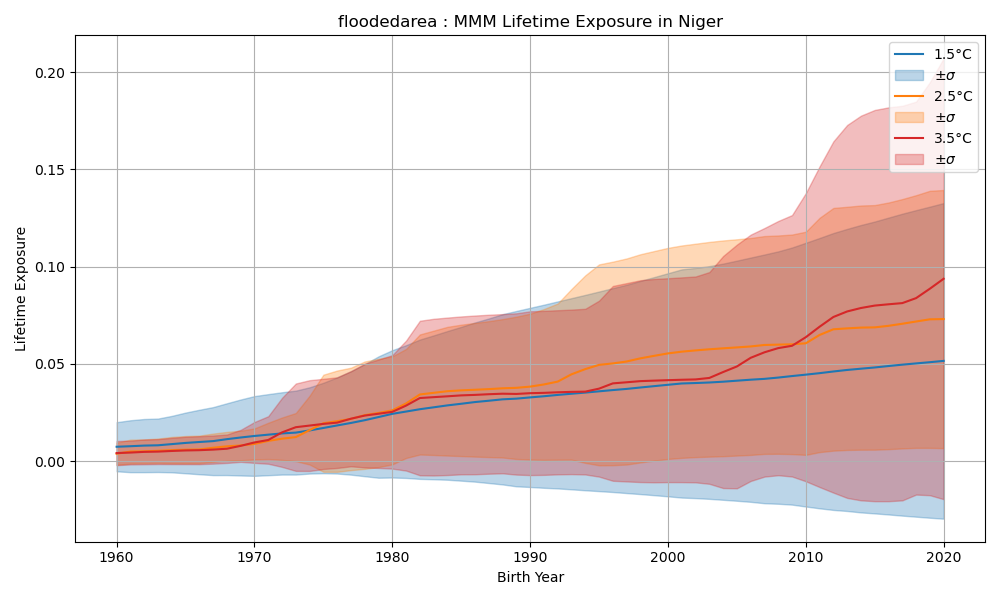 floodedarea : MMM Lifetime Exposure in Niger
1.5°C
±σ
2.5°C
±σ
3.5°C
±σ
0.20
0.15
0.10
0.05
0.00
Lifetime Exposure
1960 1970 1980 1990 2000 2010 2020
Birth Year